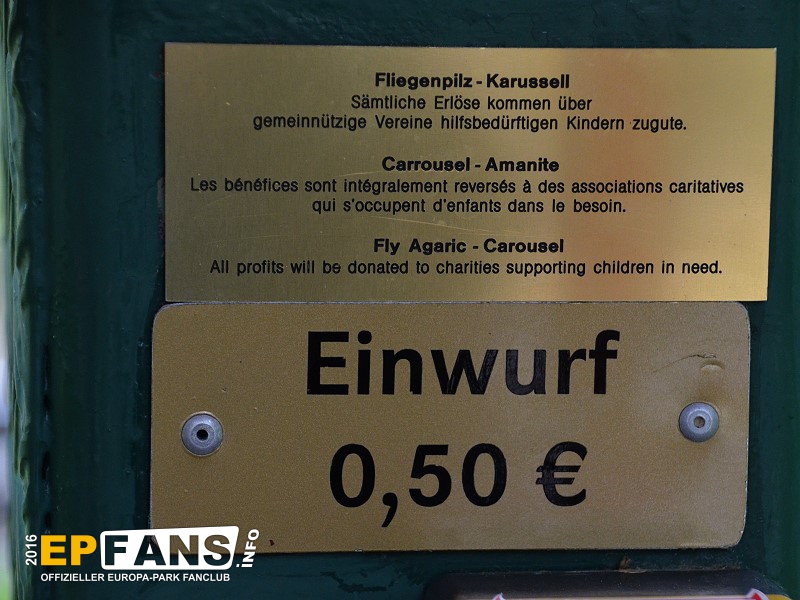 Fliegenpilz - Karussell
Sämtliche Erlöse kommen über
gemeinnützige Vereine hilfsbedürftigen Kindern zugute.
Carrousel - Amanite
Les bénéfices sont intégralement reversés à des associations caritatives
qui s'occupent d'enfants dans le besoin.
Fly Agaric - Carousel
All profits will be donated to charities supporting children in need.
Einwurf
0,50 €
2016 EPFANS.INFO
OFFIZIELLER EUROPA-PARK FANCLUB